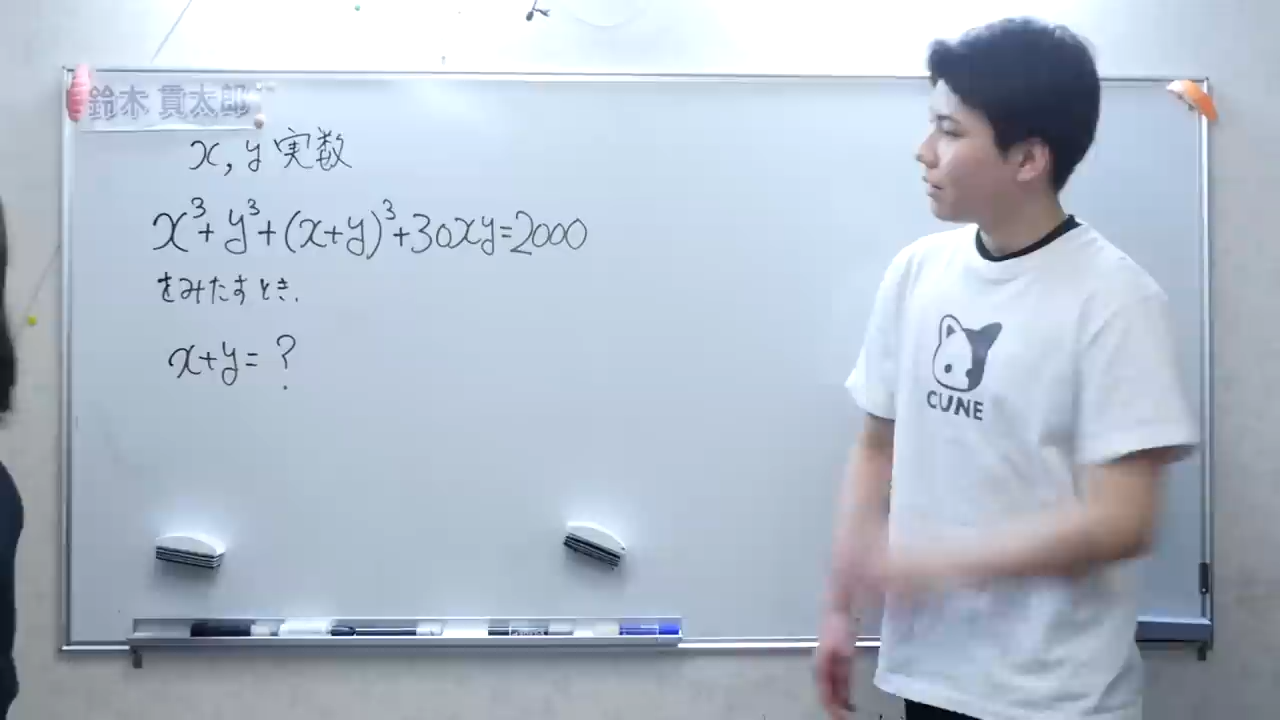 鈴木 貫太郎
x, y 実数
x³+y³+(x+y)³+30xy=2000
をみたすとき.
x+y= ?
CUNE